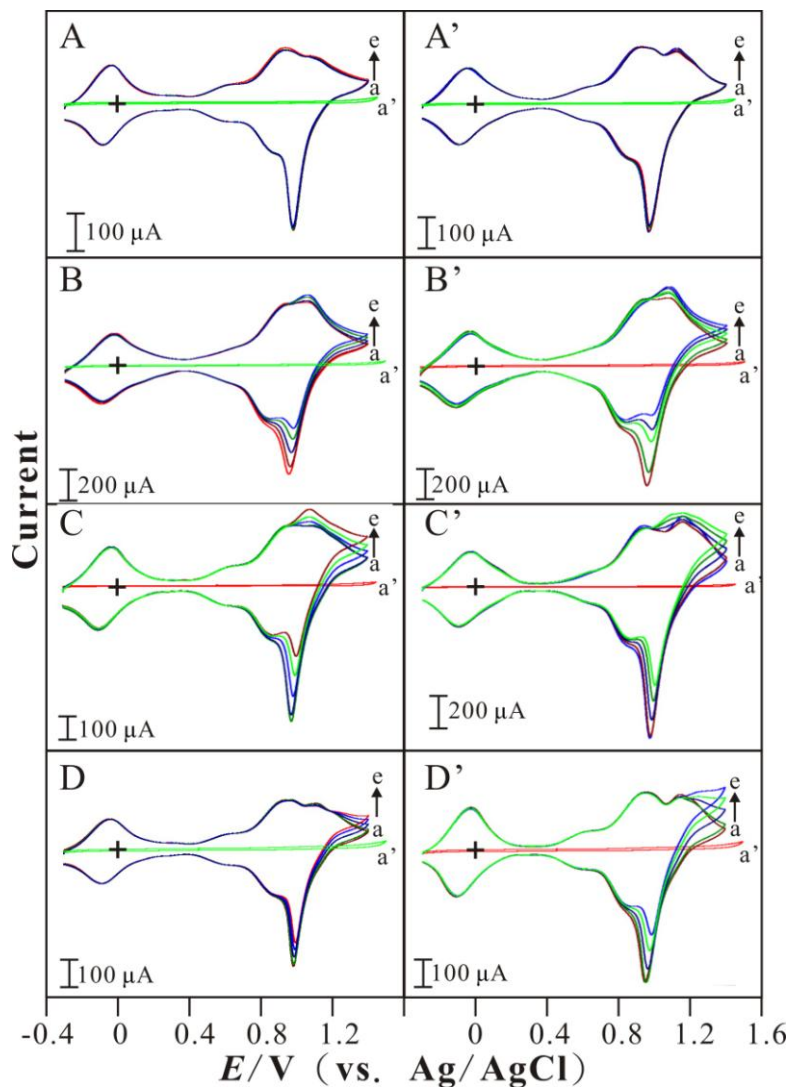 A
e
a
a’
100 μA
A’
e
a
a’
100 μA
B
e
a
a’
200 μA
B’
e
a
a’
200 μA
C
e
a
a’
100 μA
C’
e
a
a’
200 μA
D
e
a
a’
100 μA
D’
e
a
a’
100 μA
Current
-0.4 0 0.4 0.8 1.2 0 0.4 0.8 1.2 1.6
E/V (vs. Ag/AgCl)